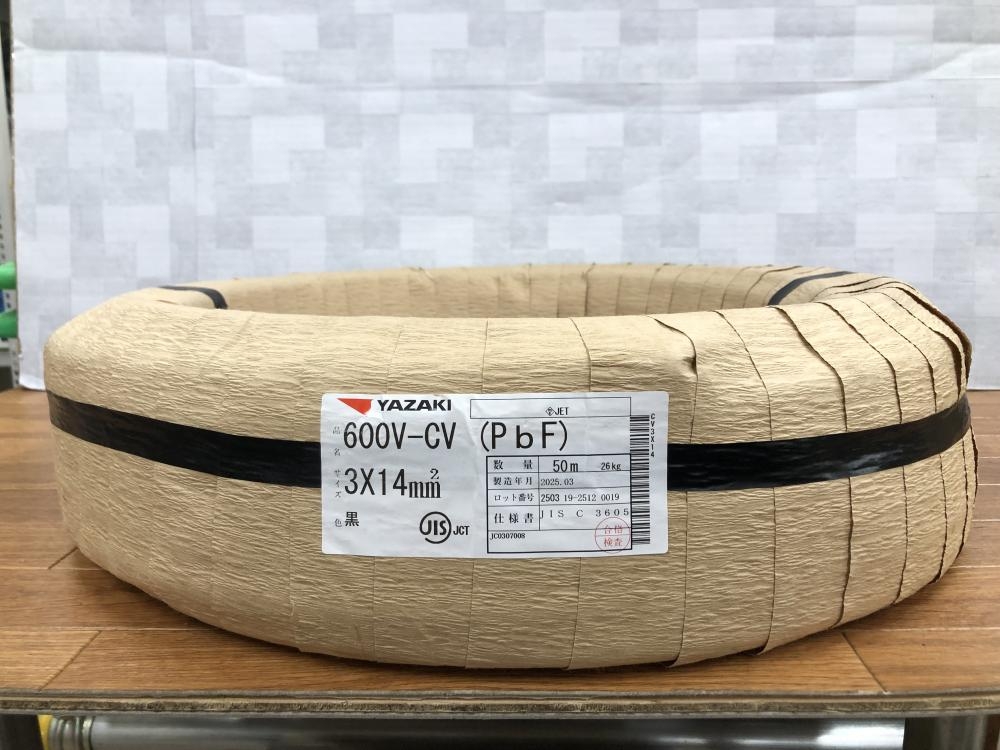 YAZAKI
JET
品名 600V-CV (PbF)
サイズ 3X14mm2
色 黒
JIS JCT
数量 50m 26kg
製造年月 2025.03
ロット番号 2503 19-2512 0019
仕様書 JIS C 3605
JC0307008
合格
検査
CV3X14